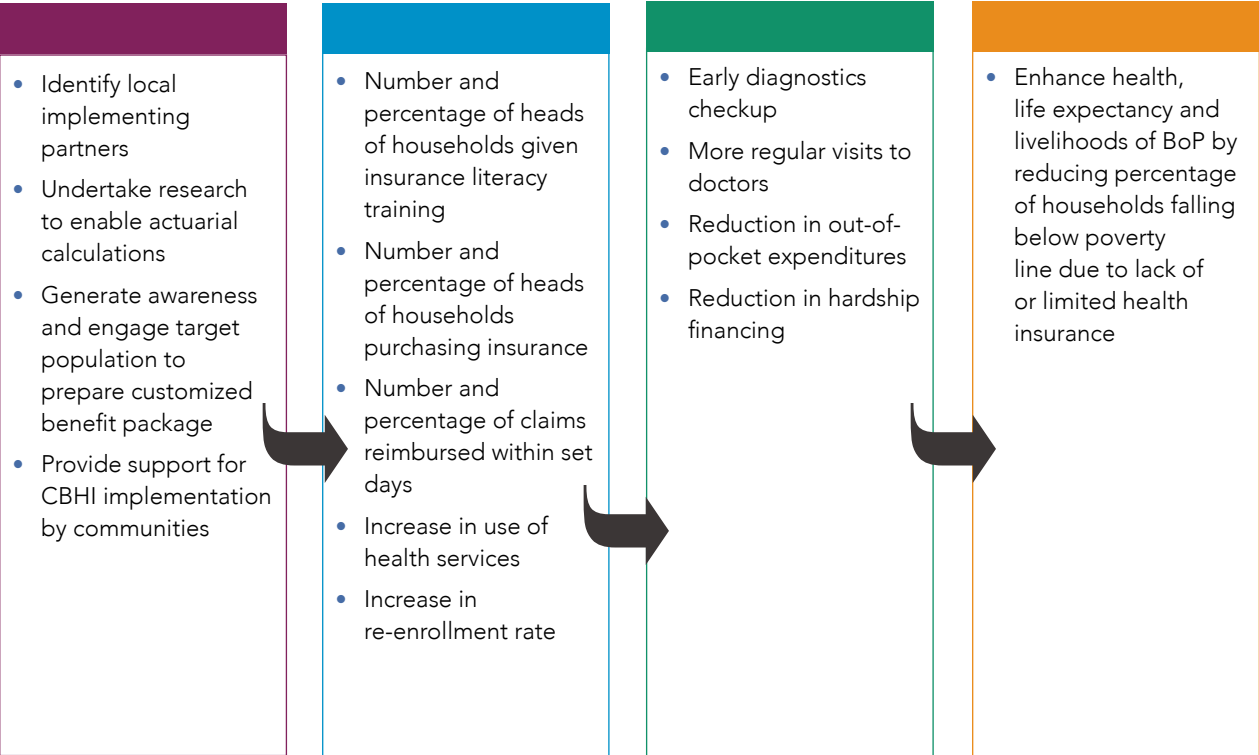 • Identify local
implementing
partners
• Undertake research
to enable actuarial
calculations
• Generate awareness
and engage target
population to
prepare customized
benefit package
• Provide support for
CBHI implementation
by communities
• Number and
percentage of heads
of households given
insurance literacy
training
• Number and
percentage of heads
of households
purchasing insurance
• Number and
percentage of claims
reimbursed within set
days
• Increase in use of
health services
• Increase in
re-enrollment rate
• Early diagnostics
checkup
• More regular visits to
doctors
• Reduction in out-of-
pocket expenditures
• Reduction in hardship
financing
• Enhance health,
life expectancy and
livelihoods of BoP by
reducing percentage
of households falling
below poverty
line due to lack of
or limited health
insurance